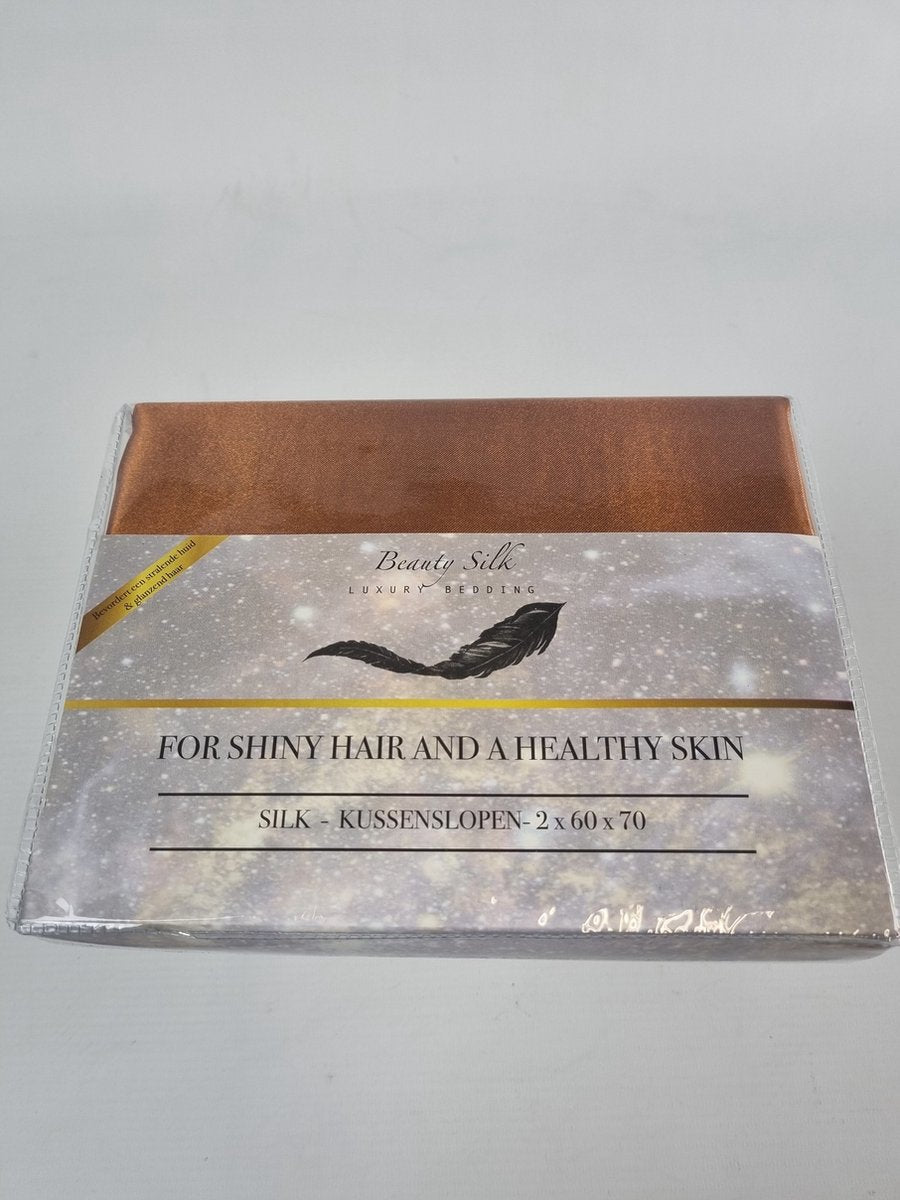 Beauty Silk
LUXURY BEDDING
Bevordert een stralende huid
& glanzend haar
FOR SHINY HAIR AND A HEALTHY SKIN
SILK - KUSSENSLOPEN- 2 x 60 x 70